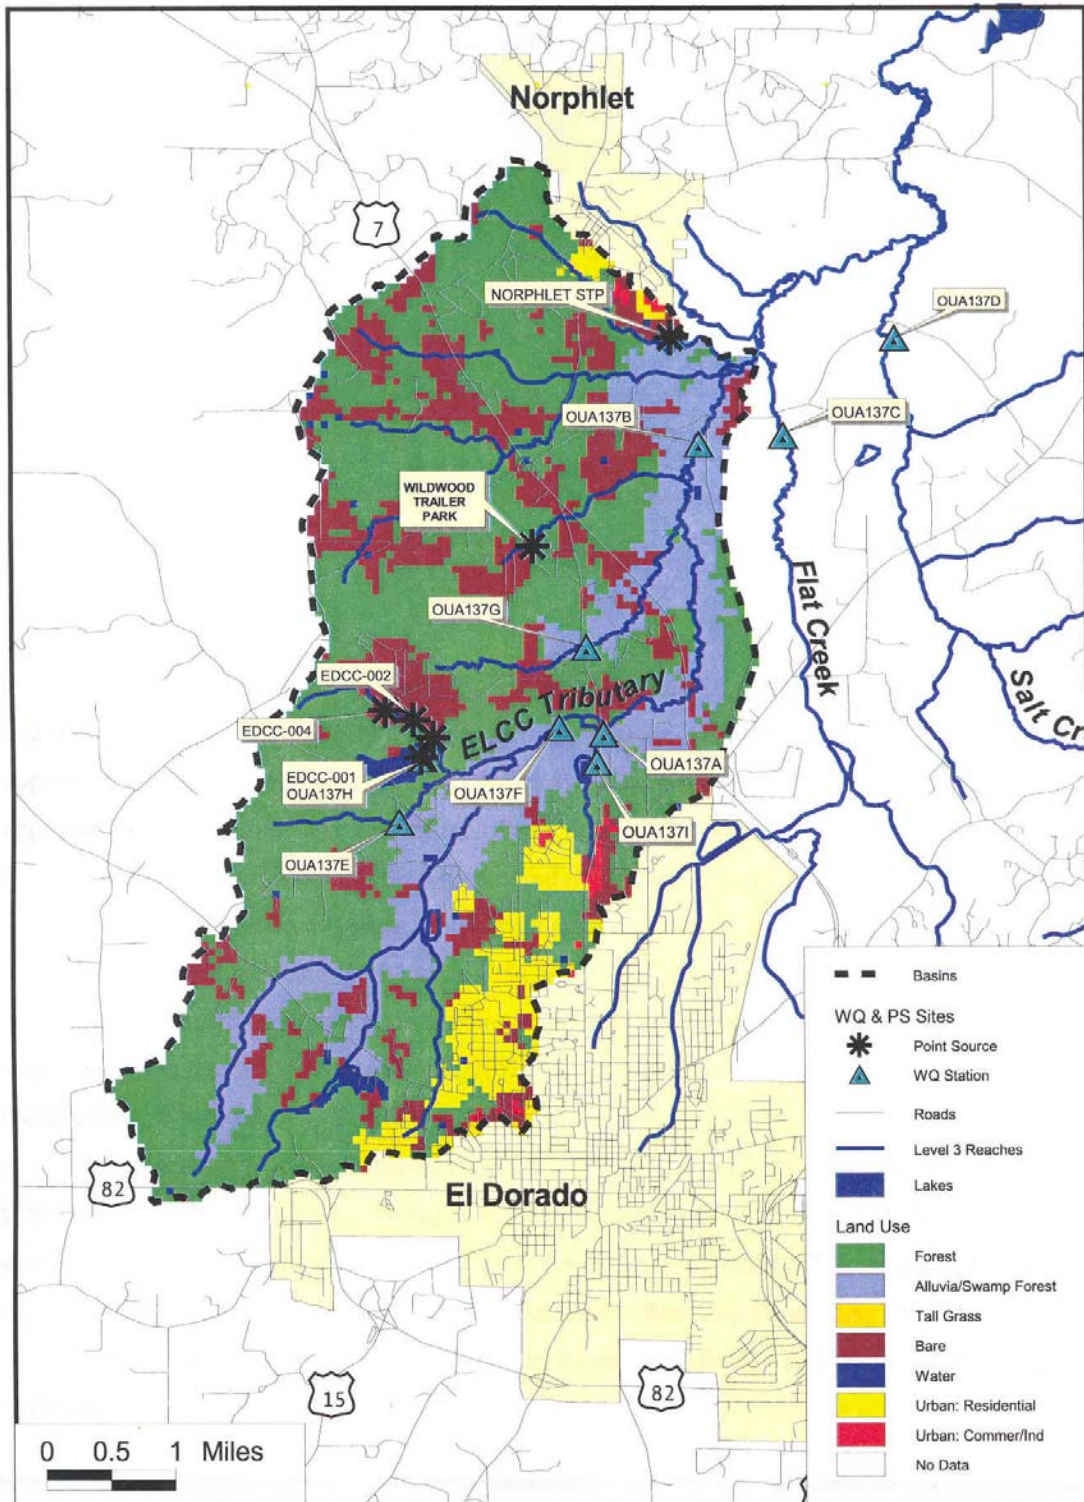 Norphlet
7
NORPHLET STP
OUA137D
OUA137B
OUA137C
WILDWOOD
TRAILER
PARK
Flat Creek
OUA137G
EDCC-002
ELCC Tributary
Salt Cr
EDCC-004
EDCC-001
OUA137H
OUA137F
OUA137A
OUA137I
OUA137E
Basins
WQ & PS Sites
Point Source
WQ Station
Roads
Level 3 Reaches
82
El Dorado
Lakes
Land Use
Forest
Alluvia/Swamp Forest
Tall Grass
Bare
Water
15
82
Urban: Residential
Urban: Commer/Ind
No Data
0 0.5 1 Miles